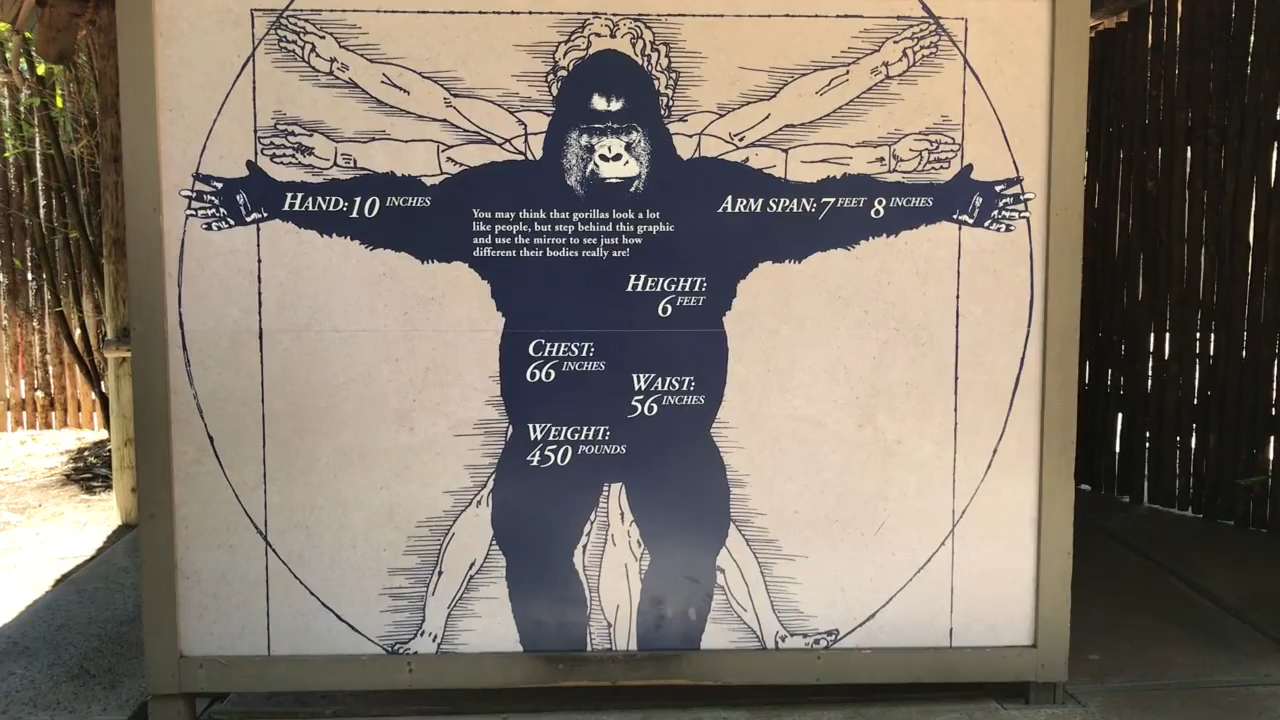 HAND: 10 INCHES
ARM SPAN: 7 FEET 8 INCHES
You may think that gorillas look a lot
like people, but step behind this graphic
and use the mirror to see just how
different their bodies really are!
HEIGHT:
6 FEET
CHEST:
66 INCHES
WAIST:
56 INCHES
WEIGHT:
450 POUNDS